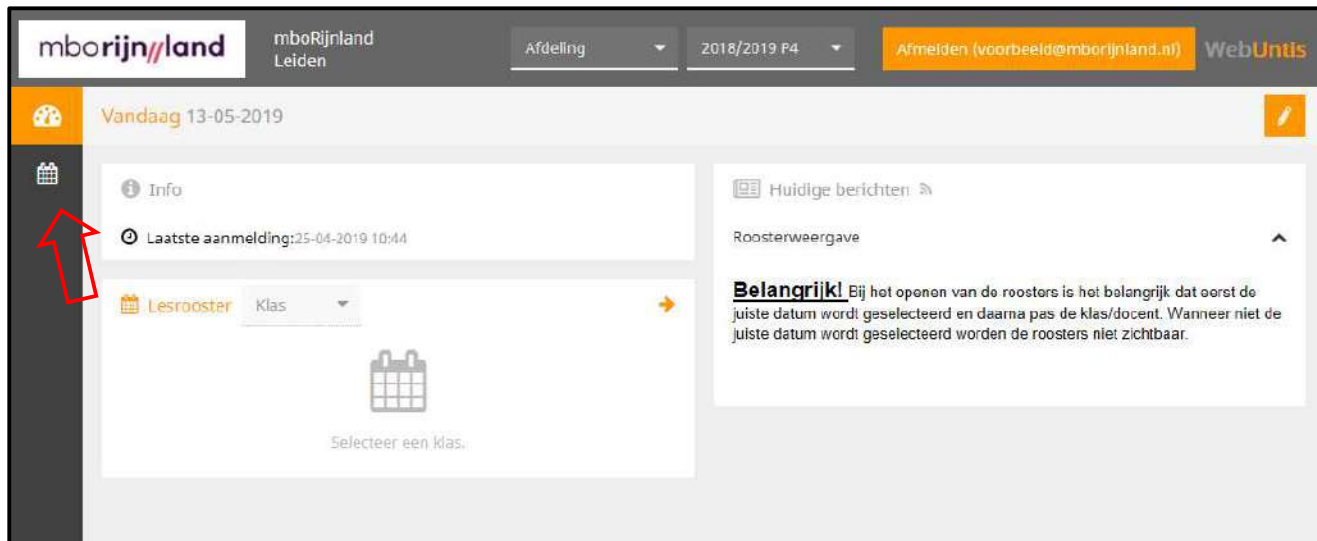 mborijn//land
mboRijnland
Leiden
Afdeling
2018/2019 P4
Afmelden (voorbeeld@mborijnland.nl)
WebUntis
Vandaag 13-05-2019
Info
Laatste aanmelding:25-04-2019 10:44
Lesrooster
Klas
Selecteer een klas.
Huidige berichten
Roosterweergave
Belangrijk! Bij het openen van de roosters is het belangrijk dat eerst de
juiste datum wordt geselecteerd en daarna pas de klas/docent. Wanneer niet de
juiste datum wordt geselecteerd worden de roosters niet zichtbaar.